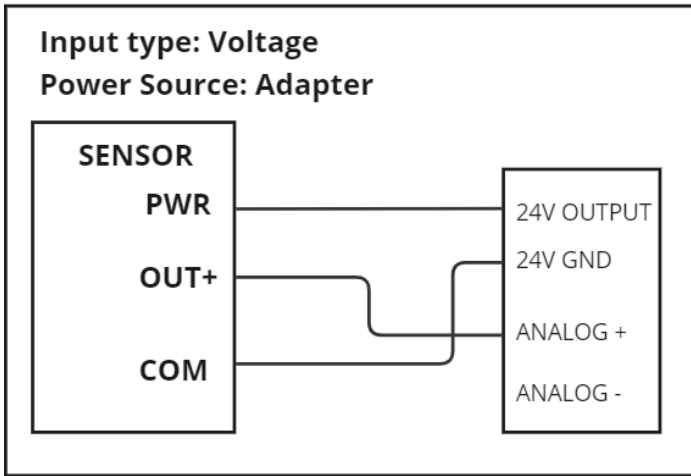 Input type: Voltage
Power Source: Adapter
SENSOR
PWR
OUT+
COM
24V OUTPUT
24V GND
ANALOG +
ANALOG -